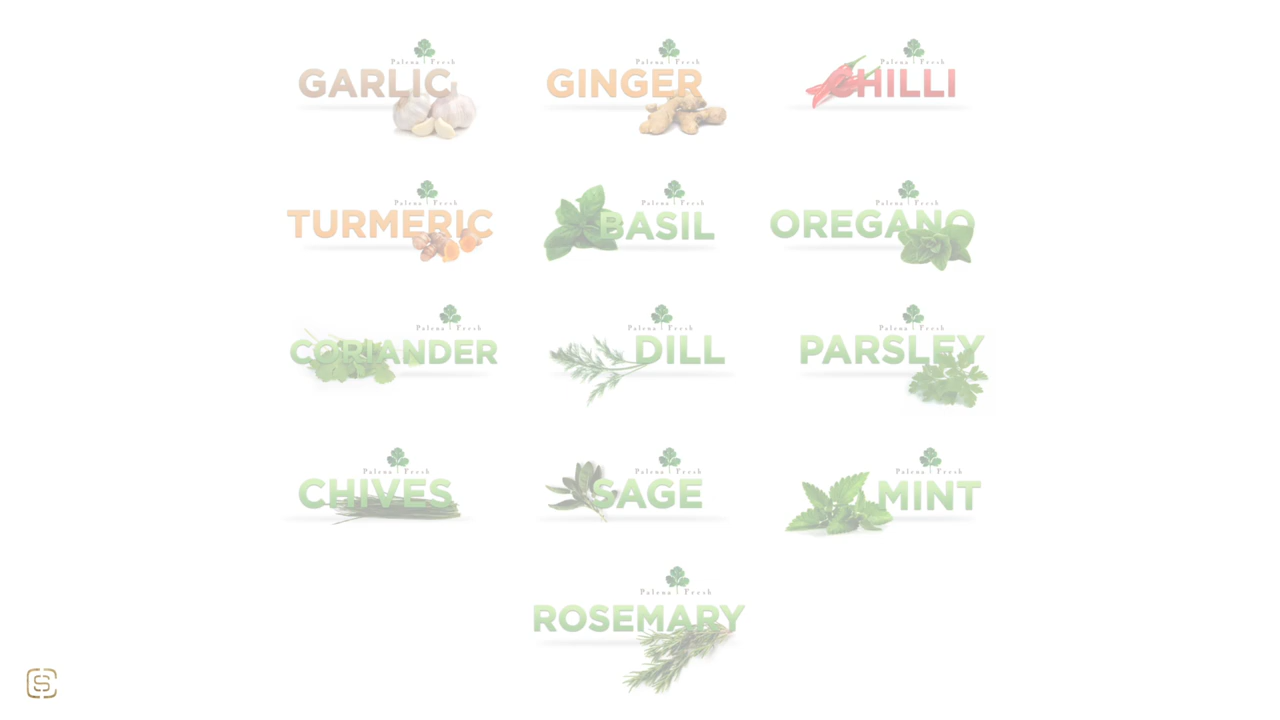 Palena Fresh
GARLIC
Palena Fresh
GINGER
Palena Fresh
CHILLI
Palena Fresh
TURMERIC
Palena Fresh
BASIL
Palena Fresh
OREGANO
Palena Fresh
CORIANDER
Palena Fresh
DILL
Palena Fresh
PARSLEY
Palena Fresh
CHIVES
Palena Fresh
SAGE
Palena Fresh
MINT
Palena Fresh
ROSEMARY